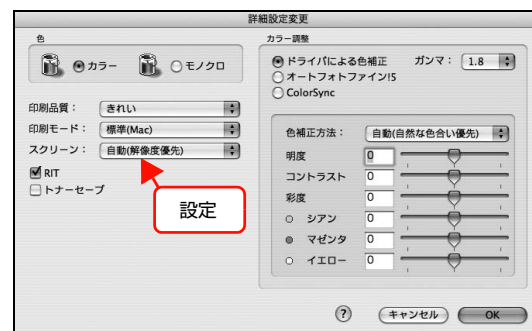 詳細設定変更
色
カラー
モノクロ
印刷品質：
きれい
印刷モード：
標準(Mac)
スクリーン：
自動(解像度優先)
RIT
トナーセーブ
設定
カラー調整
ドライバによる色補正
ガンマ：
1.8
オートフォトファイン!5
ColorSync
色補正方法：
自動(自然な色合い優先)
明度
0
コントラスト
0
彩度
0
シアン
0
マゼンタ
0
イエロー
0
?
キャンセル
OK